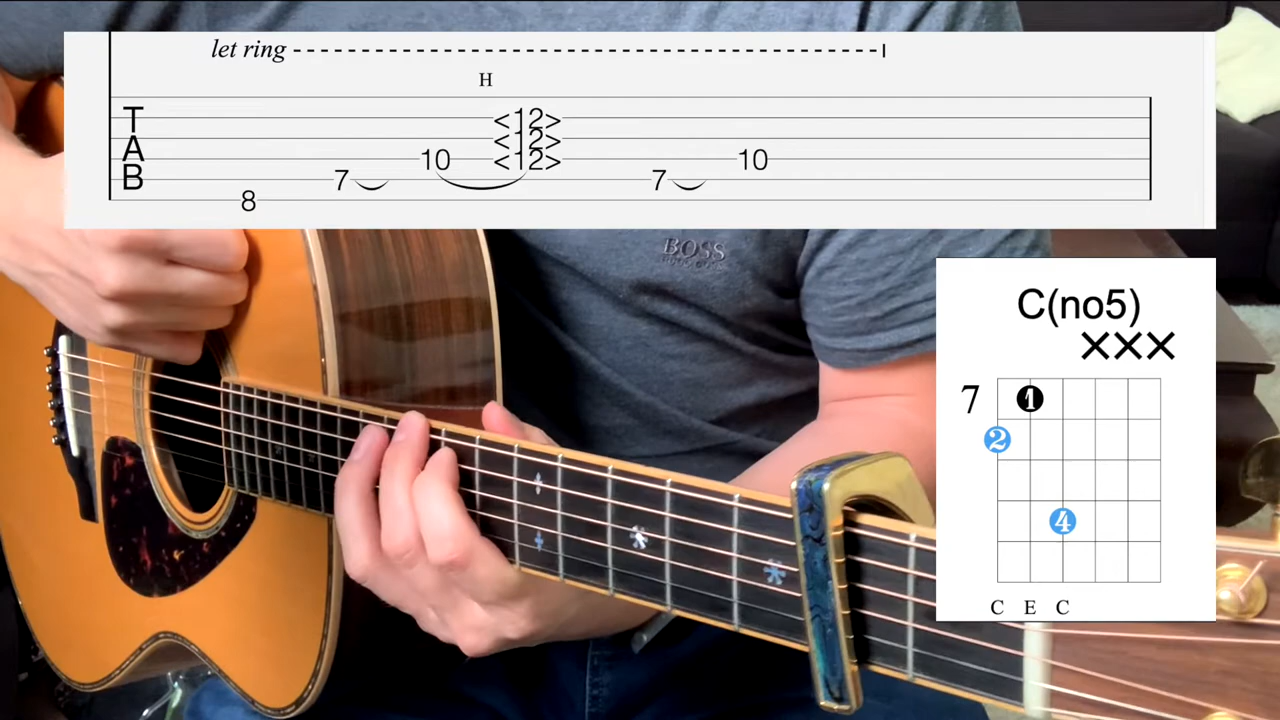 let ring
H
T
A
B
<12>
<12>
10 <12> 10
7 7
8
BOSS
C(no5)
×××
7 1
2
4
C E C